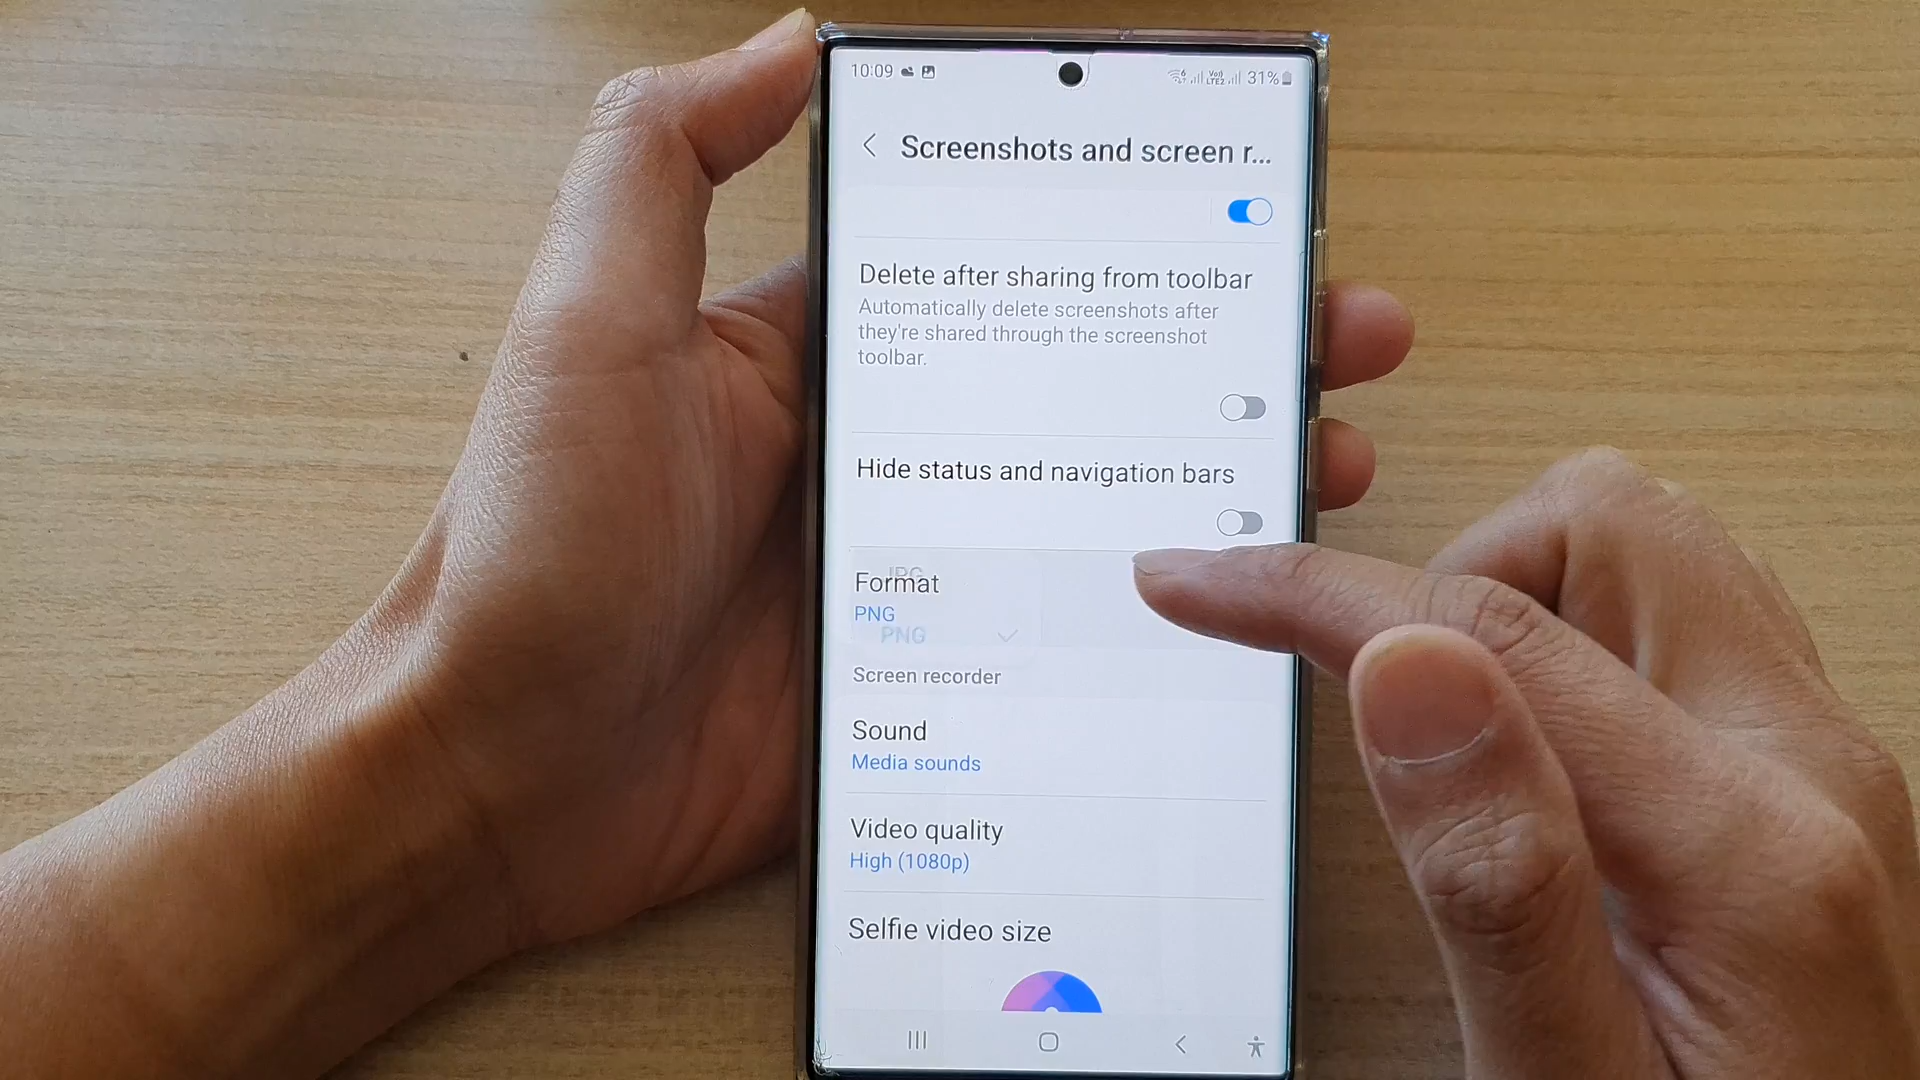 10:09 31%
Screenshots and screen r...
Delete after sharing from toolbar
Automatically delete screenshots after
they're shared through the screenshot
toolbar.
Hide status and navigation bars
JPG
Format
PNG
PNG
Screen recorder
Sound
Media sounds
Video quality
High (1080p)
Selfie video size